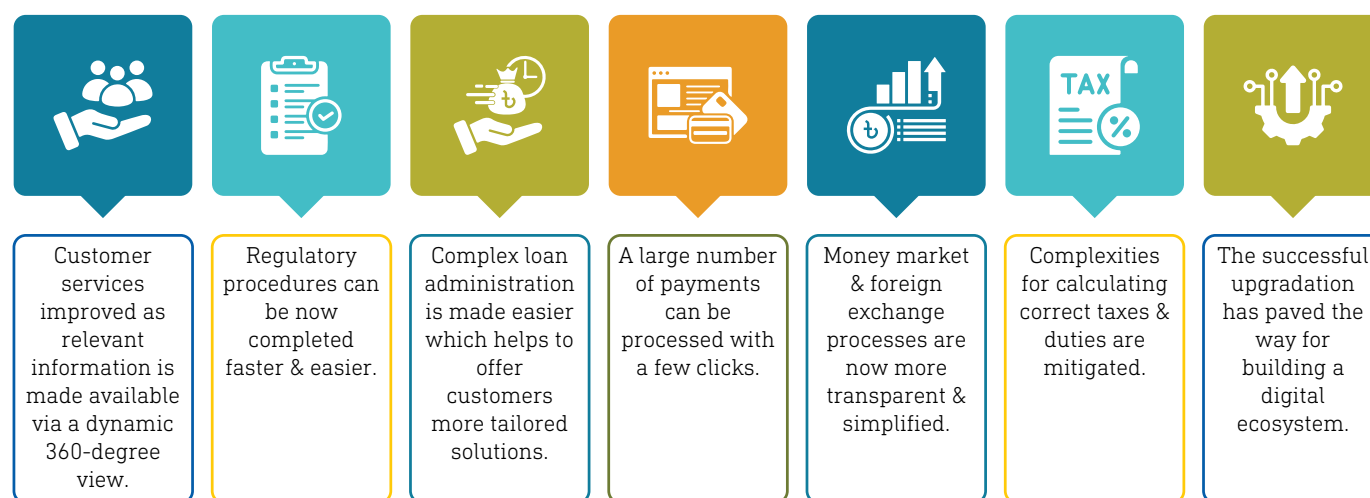 TAX
%
৳
৳
Customer
services
improved as
relevant
information is
made available
via a dynamic
360-degree
view.
Regulatory
procedures can
be now
completed
faster & easier.
Complex loan
administration
is made easier
which helps to
offer
customers
more tailored
solutions.
A large number
of payments
can be
processed with
a few clicks.
Money market
& foreign
exchange
processes are
now more
transparent &
simplified.
Complexities
for calculating
correct taxes &
duties are
mitigated.
The successful
upgradation
has paved the
way for
building a
digital
ecosystem.